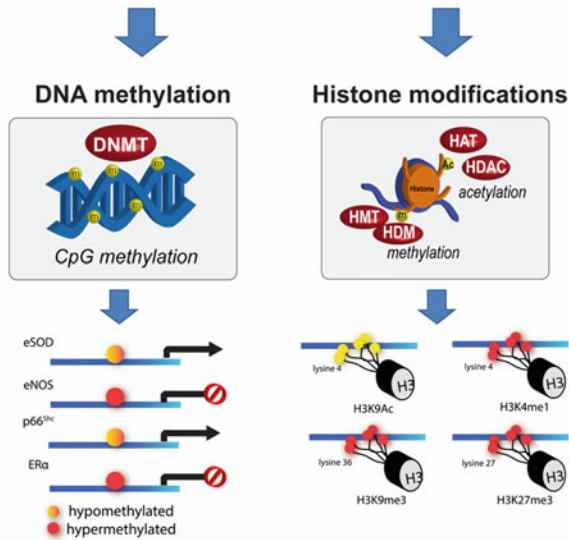 DNA methylation
DNMT
m m m m m
CpG methylation
Histone modifications
HAT
Ac
HDAC
Histone
acetylation
HMT
m
HDM
methylation
eSOD
eNOS
p66Shc
ERα
hypomethylated
hypermethylated
lysine 4
H3
H3K9Ac
lysine 4
H3
H3K4me1
lysine 36
H3
H3K9me3
lysine 27
H3
H3K27me3